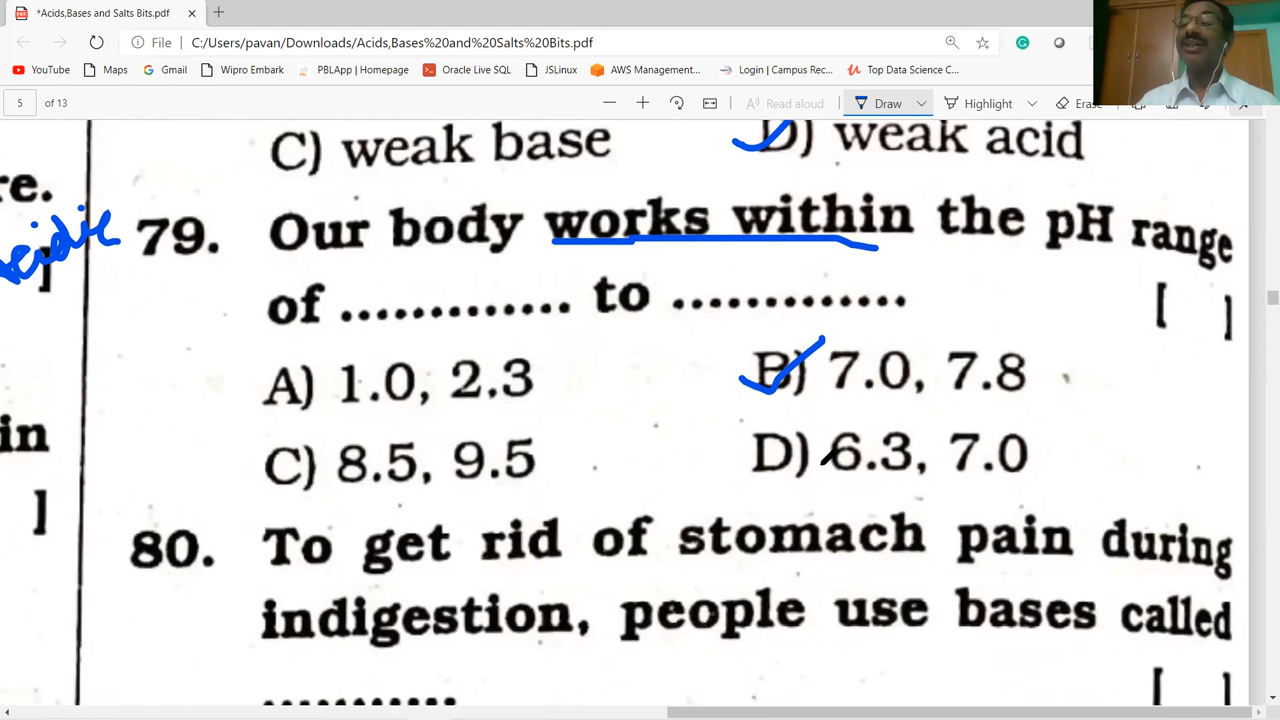 *Acids,Bases and Salts Bits.pdf
File C:/Users/pavan/Downloads/Acids,Bases%20and%20Salts%20Bits.pdf
YouTube Maps Gmail Wipro Embark PBLApp | Homepage Oracle Live SQL JSLinux AWS Management... Login | Campus Rec... Top Data Science C...
5 of 13 Read aloud Draw Highlight Erase
C) weak base D) weak acid
re.
79. Our body works within the pH range
of ............. to ............. [ ]
A) 1.0, 2.3 B) 7.0, 7.8
C) 8.5, 9.5 D) 6.3, 7.0
in
]
80. To get rid of stomach pain during
indigestion, people use bases called
........... [ ]